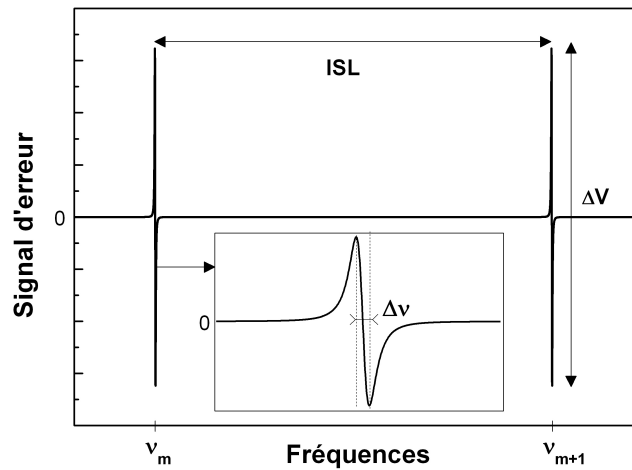 ISL
Signal d'erreur
0
ΔV
0
Δν
νm
Fréquences
νm+1